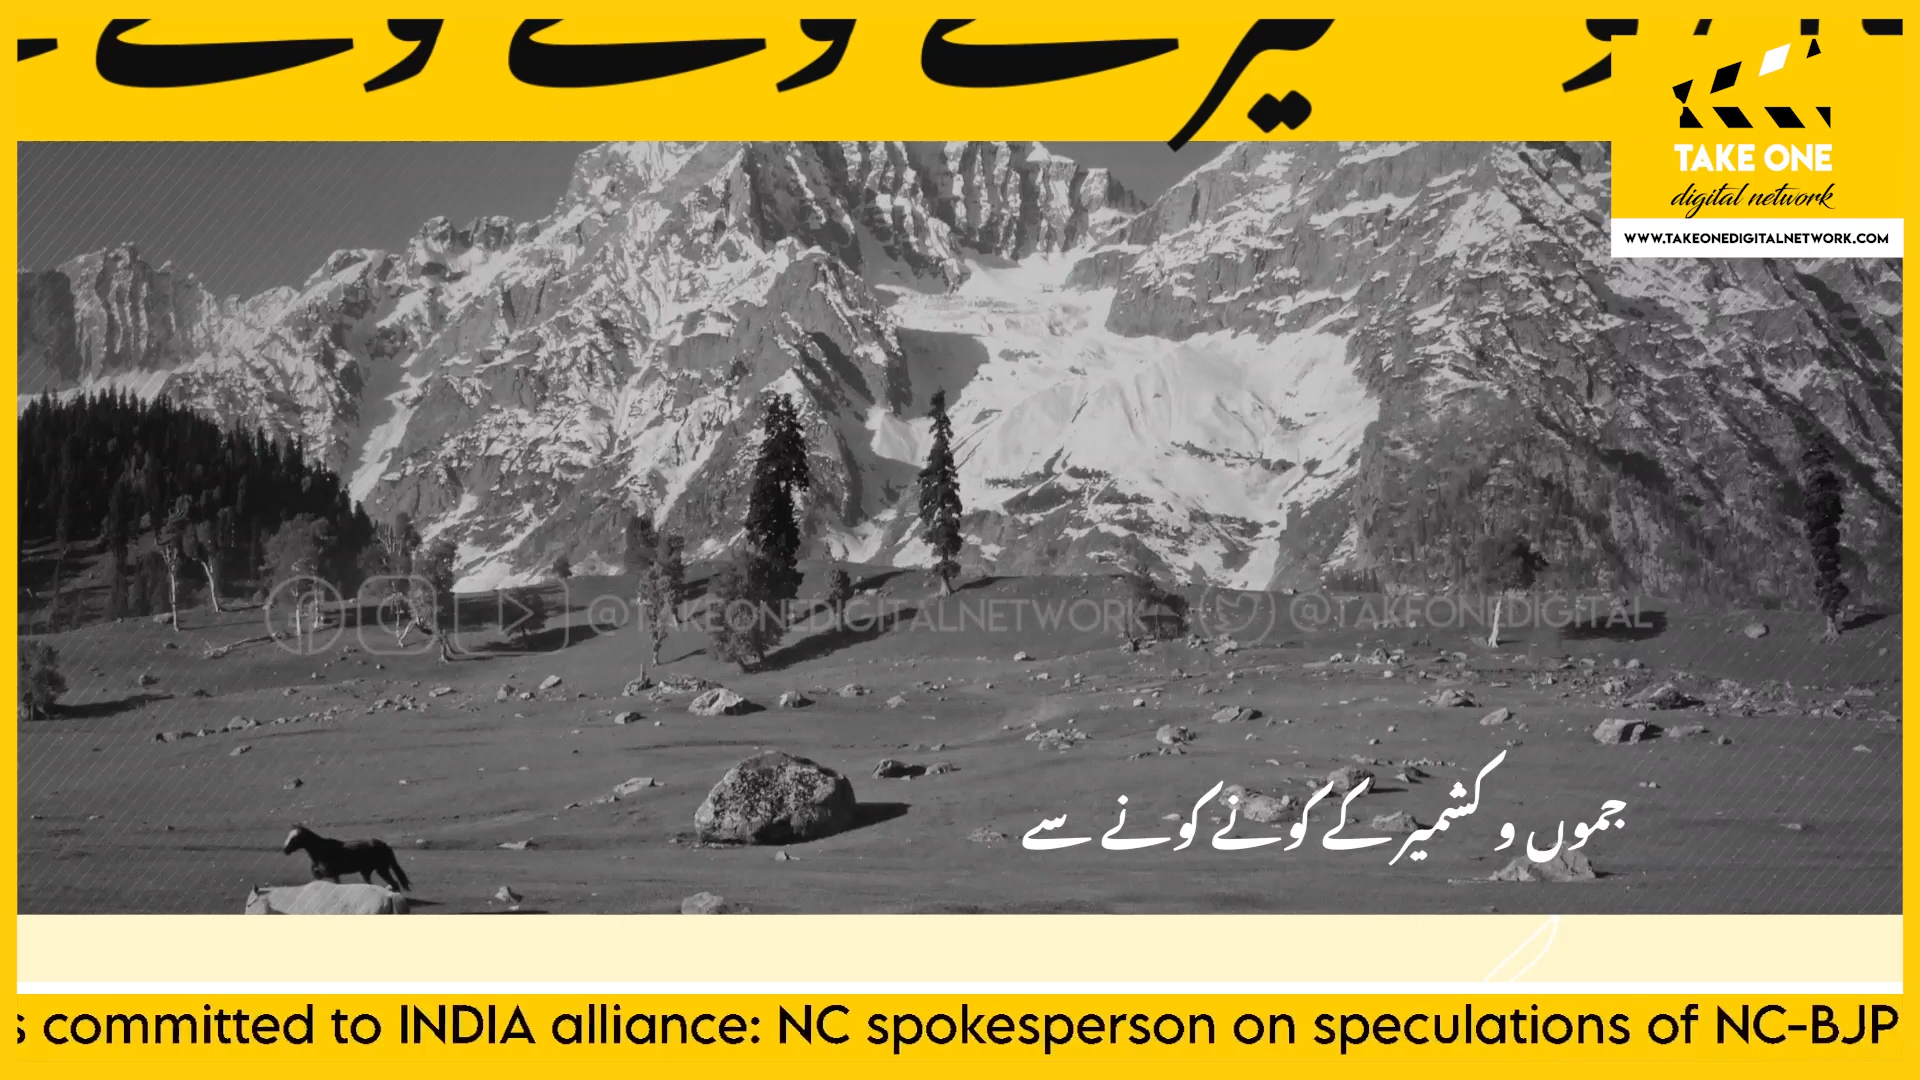 TAKE ONE
digital network
WWW.TAKEONEDIGITALNETWORK.COM
@TAKEONEDIGITALNETWORK @TAKEONEDIGITAL
جموں و کشمیر کے کونے کونے سے
committed to INDIA alliance: NC spokesperson on speculations of NC-BJP